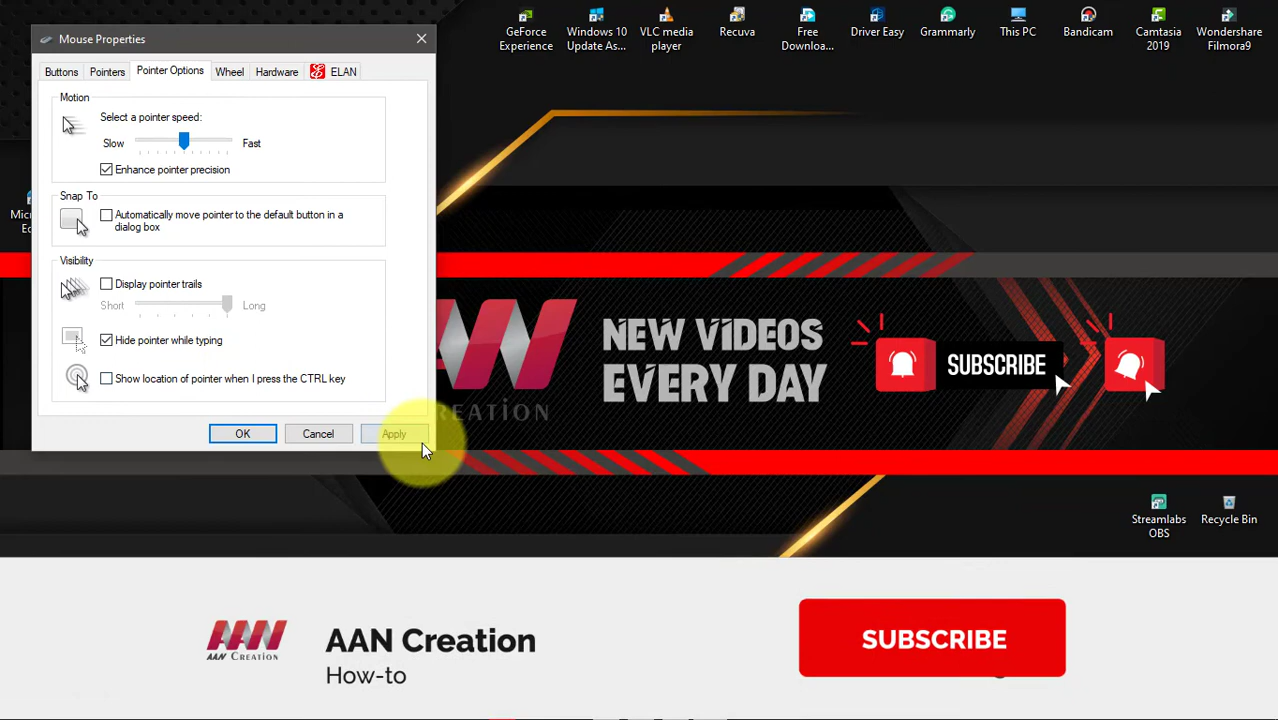 Mouse Properties
Buttons Pointers Pointer Options Wheel Hardware ELAN
Motion
Select a pointer speed:
Slow Fast
Enhance pointer precision
Snap To
Automatically move pointer to the default button in a
dialog box
Visibility
Display pointer trails
Short Long
Hide pointer while typing
Show location of pointer when I press the CTRL key
OK Cancel Apply
GeForce
Experience
Windows 10
Update As...
VLC media
player
Recuva
Free
Downloa...
Driver Easy
Grammarly
This PC
Bandicam
Camtasia
2019
Wondershare
Filmora9
NEW VIDEOS
EVERY DAY
SUBSCRIBE
Streamlabs
OBS
Recycle Bin
AAN CREATION
AAN Creation
How-to
SUBSCRIBE